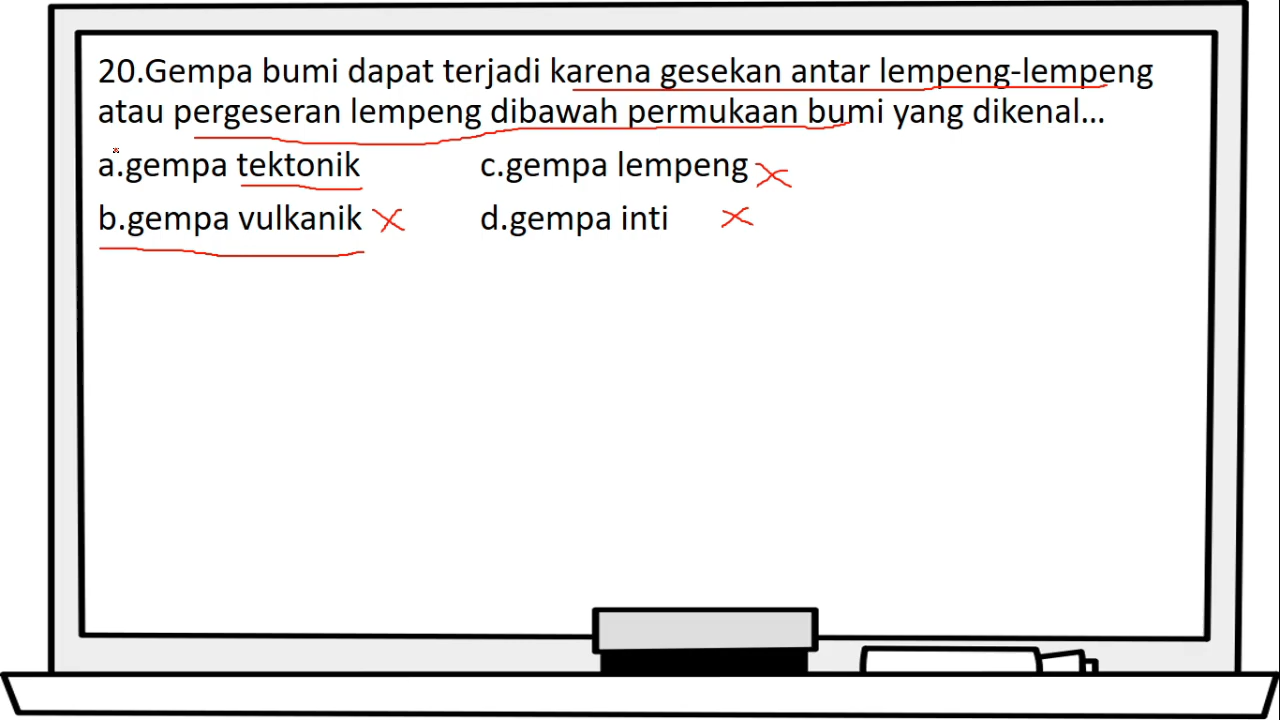 20.Gempa bumi dapat terjadi karena gesekan antar lempeng-lempeng
atau pergeseran lempeng dibawah permukaan bumi yang dikenal...
a.gempa tektonik c.gempa lempeng
b.gempa vulkanik d.gempa inti